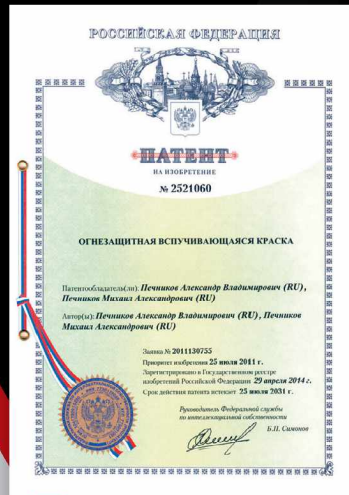 РОССИЙСКАЯ ФЕДЕРАЦИЯ
ПАТЕНТ
НА ИЗОБРЕТЕНИЕ
№ 2521060
ОГНЕЗАЩИТНАЯ ВСПУЧИВАЮЩАЯСЯ КРАСКА
Патентообладатель(ли): Печников Александр Владимирович (RU),
Печников Михаил Александрович (RU)
Автор(ы): Печников Александр Владимирович (RU), Печников
Михаил Александрович (RU)
Заявка № 2011130755
Приоритет изобретения 25 июля 2011 г.
Зарегистрировано в Государственном реестре
изобретений Российской Федерации 29 апреля 2014 г.
Срок действия патента истекает 25 июля 2031 г.
Руководитель Федеральной службы
по интеллектуальной собственности
Б.П. Симонов